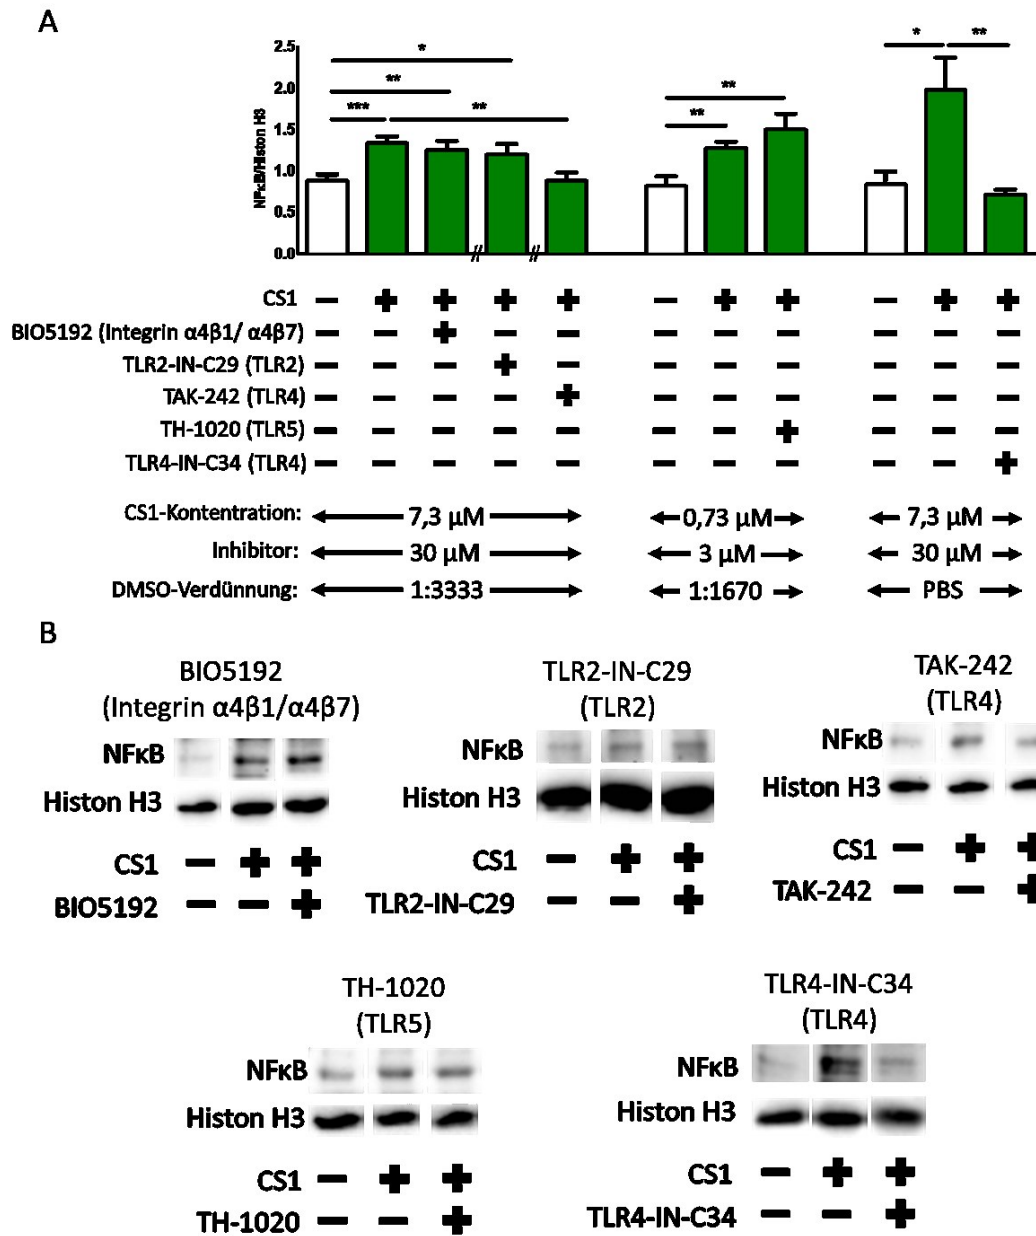 A
NFκB/Histon H3
2.5
2.0
1.5
1.0
0.5
0.0
* ** *** **
** **
* **
// //
CS1 − + + + + − + + − + +
BIO5192 (Integrin α4β1/ α4β7) − − + − − − − − − − −
TLR2-IN-C29 (TLR2) − − − + − − − − − − −
TAK-242 (TLR4) − − − − + − − − − − −
TH-1020 (TLR5) − − − − − − − + − − −
TLR4-IN-C34 (TLR4) − − − − − − − − − − +
CS1-Kontentration: 7,3 µM 0,73 µM 7,3 µM
Inhibitor: 30 µM 3 µM 30 µM
DMSO-Verdünnung: 1:3333 1:1670 PBS
B
BIO5192
(Integrin α4β1/α4β7)
NFκB
Histon H3
CS1 − + +
BIO5192 − − +
TLR2-IN-C29
(TLR2)
NFκB
Histon H3
CS1 − + +
TLR2-IN-C29 − − +
TAK-242
(TLR4)
NFκB
Histon H3
CS1 − + +
TAK-242 − − +
TH-1020
(TLR5)
NFκB
Histon H3
CS1 − + +
TH-1020 − − +
TLR4-IN-C34
(TLR4)
NFκB
Histon H3
CS1 − + +
TLR4-IN-C34 − − +